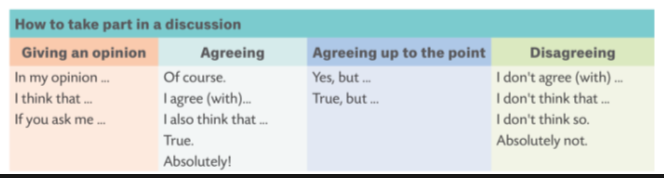 How to take part in a discussion
Giving an opinion
In my opinion ...
I think that ...
If you ask me ...
Agreeing
Of course.
I agree (with)...
I also think that ...
True.
Absolutely!
Agreeing up to the point
Yes, but ...
True, but ...
Disagreeing
I don't agree (with) ...
I don't think that ...
I don't think so.
Absolutely not.